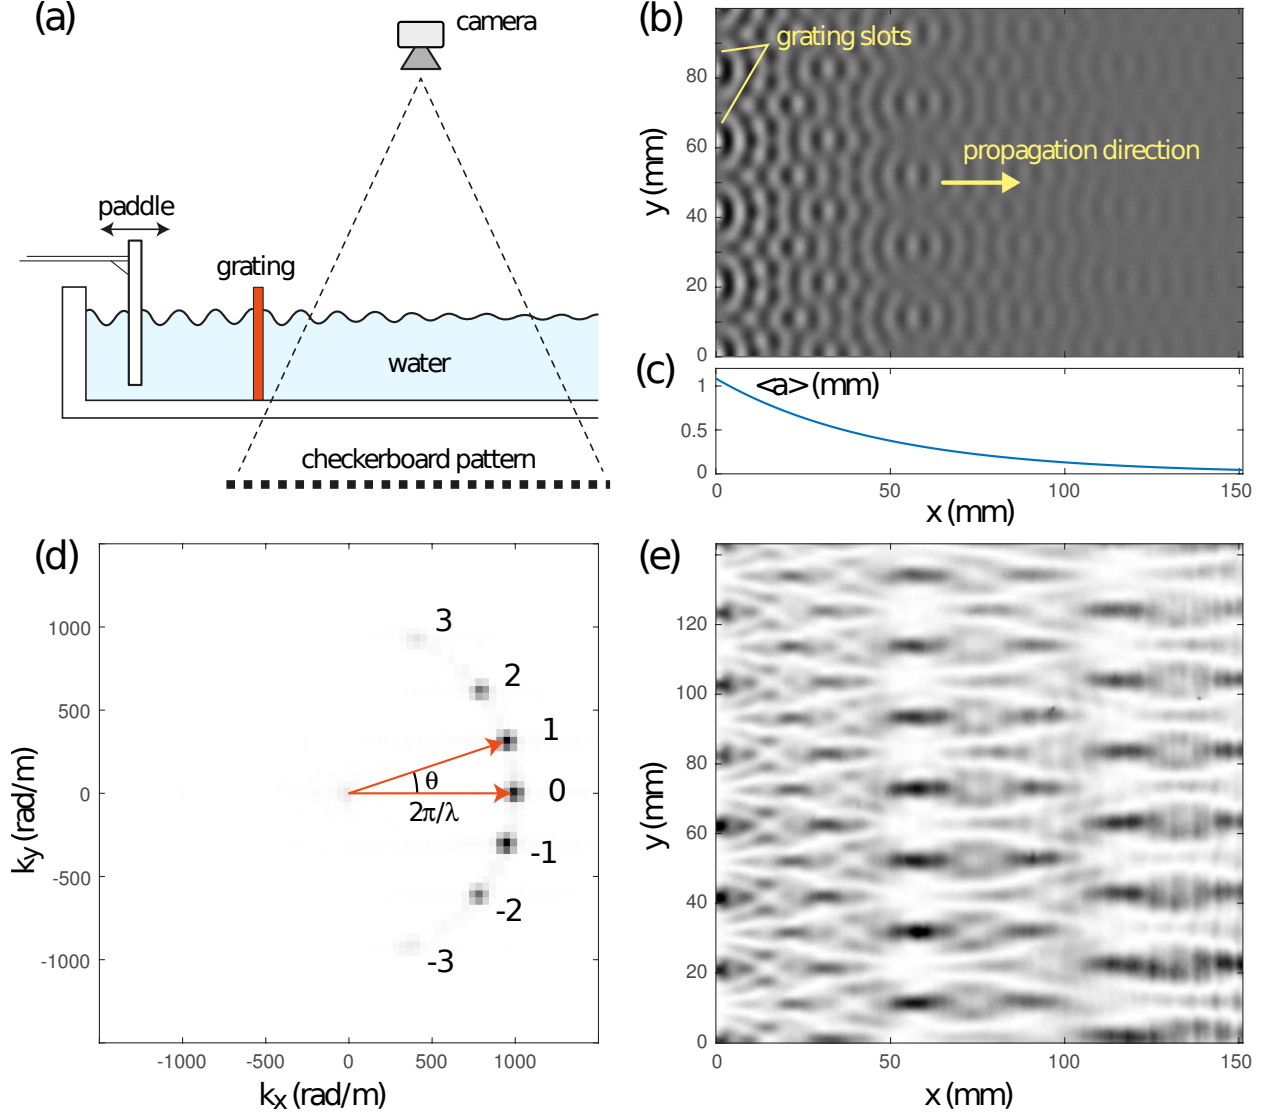 (a)
camera
paddle
grating
water
checkerboard pattern
(b)
grating slots
propagation direction
y (mm)
80
60
40
20
0
(c)
<a> (mm)
1
0.5
0
0
50
100
150
x (mm)
(d)
3
2
1
0
-1
-2
-3
θ
2π/λ
1000
500
0
-500
-1000
ky (rad/m)
-1000
-500
0
500
1000
kx (rad/m)
(e)
120
100
80
60
40
20
0
y (mm)
0
50
100
150
x (mm)